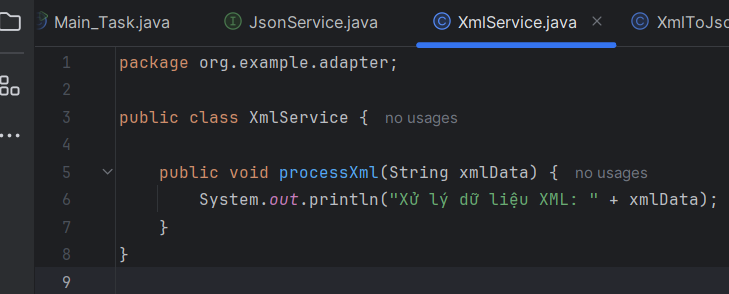 Main_Task.java JsonService.java XmlService.java XmlToJso
1 package org.example.adapter;
2
3 public class XmlService { no usages
4
5 public void processXml(String xmlData) { no usages
6 System.out.println("Xử lý dữ liệu XML: " + xmlData);
7 }
8 }
9